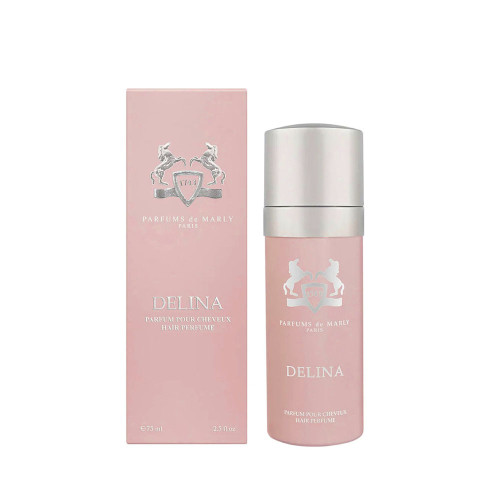 1743
PARFUMS de MARLY
PARIS
DELINA
PARFUM POUR CHEVEUX
HAIR PERFUME
℮75 ml
2.5 fl oz
PARFUMS de MARLY
PARIS
DELINA
PARFUM POUR CHEVEUX
HAIR PERFUME